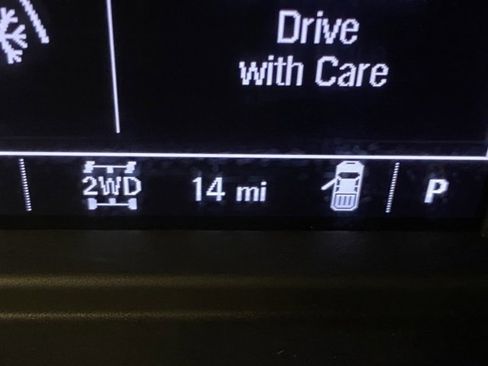 Drive
with Care
2WD
14 mi
P